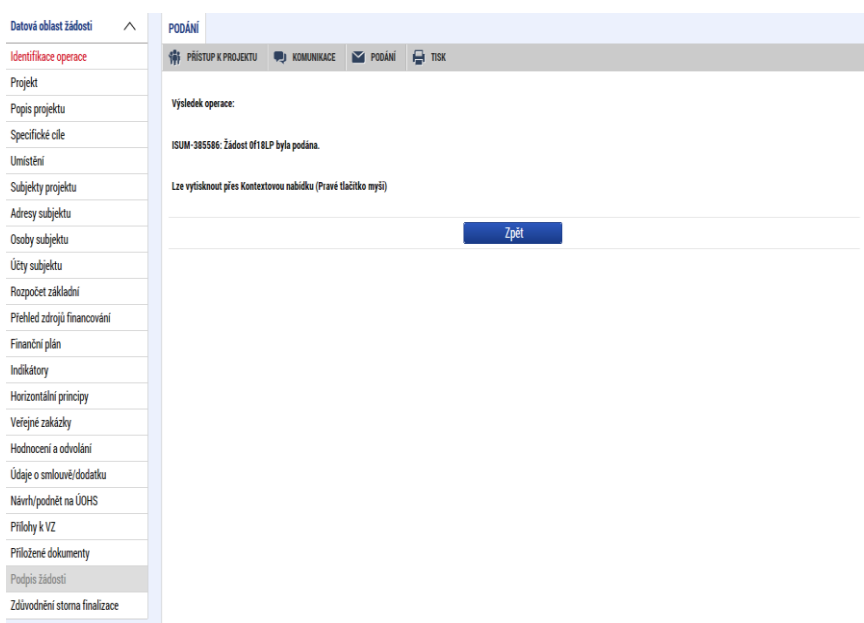 Datová oblast žádosti
Identifikace operace
Projekt
Popis projektu
Specifické cíle
Umístění
Subjekty projektu
Adresy subjektu
Osoby subjektu
Účty subjektu
Rozpočet základní
Přehled zdrojů financování
Finanční plán
Indikátory
Horizontální principy
Veřejné zakázky
Hodnocení a odvolání
Údaje o smlouvě/dodatku
Návrh/podnět na ÚOHS
Přílohy k VZ
Přiložené dokumenty
Podpis žádosti
Zdůvodnění storna finalizace
PODÁNÍ
PŘÍSTUP K PROJEKTU KOMUNIKACE PODÁNÍ TISK
Výsledek operace:
ISUM-385586: Žádost 0f18LP byla podána.
Lze vytisknout přes Kontextovou nabídku (Pravé tlačítko myši)
Zpět